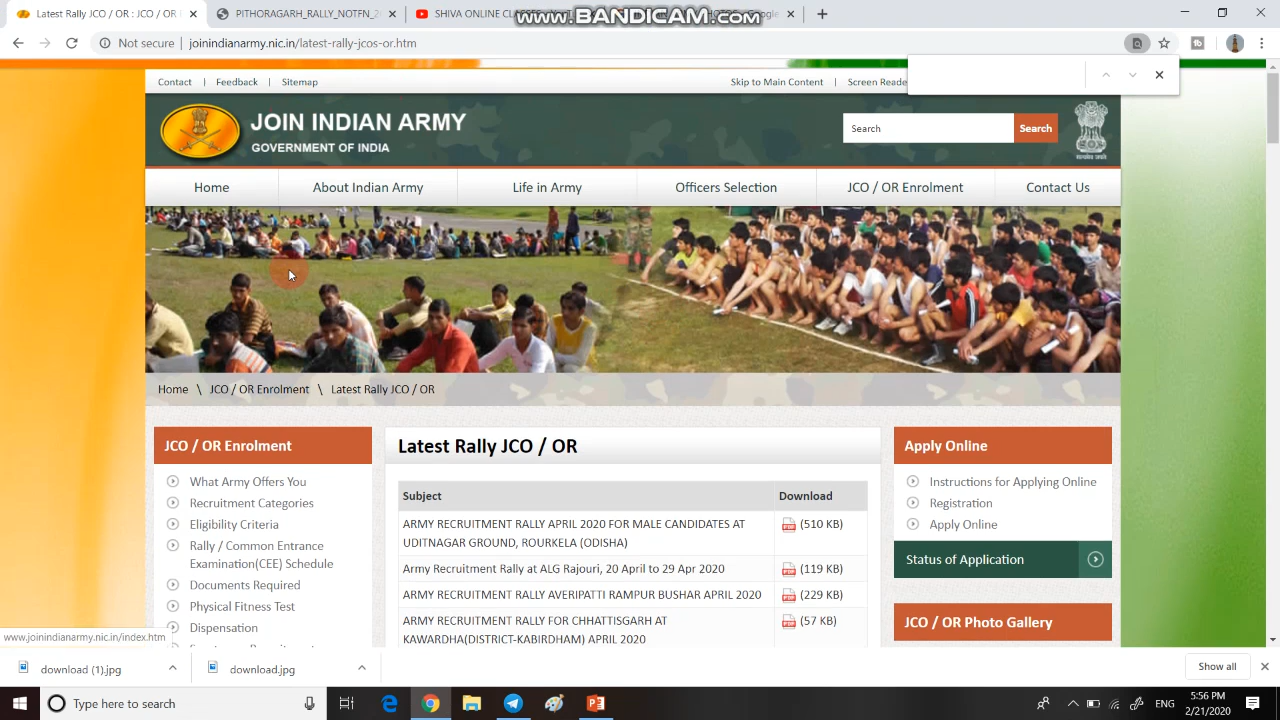 Latest Rally JCO / OR : JCO / OR E
PITHORAGARH_RALLY_NOTFN_2
SHIVA ONLINE CLASSES
www.BANDICAM.com
Not secure
joinindianarmy.nic.in/latest-rally-jcos-or.htm
Contact Feedback Sitemap
Skip to Main Content Screen Reade
JOIN INDIAN ARMY
GOVERNMENT OF INDIA
Search Search
Home About Indian Army Life in Army Officers Selection JCO / OR Enrolment Contact Us
Home \ JCO / OR Enrolment \ Latest Rally JCO / OR
JCO / OR Enrolment
What Army Offers You
Recruitment Categories
Eligibility Criteria
Rally / Common Entrance
Examination(CEE) Schedule
Documents Required
Physical Fitness Test
Dispensation
Latest Rally JCO / OR
Subject Download
ARMY RECRUITMENT RALLY APRIL 2020 FOR MALE CANDIDATES AT
UDITNAGAR GROUND, ROURKELA (ODISHA)
(510 KB)
Army Recruitment Rally at ALG Rajouri, 20 April to 29 Apr 2020 (119 KB)
ARMY RECRUITMENT RALLY AVERIPATTI RAMPUR BUSHAR APRIL 2020 (229 KB)
ARMY RECRUITMENT RALLY FOR CHHATTISGARH AT
KAWARDHA(DISTRICT-KABIRDHAM) APRIL 2020
(57 KB)
Apply Online
Instructions for Applying Online
Registration
Apply Online
Status of Application
JCO / OR Photo Gallery
www.joinindianarmy.nic.in/index.htm
download (1).jpg
download.jpg
Show all
Type here to search
ENG
5:56 PM
2/21/2020